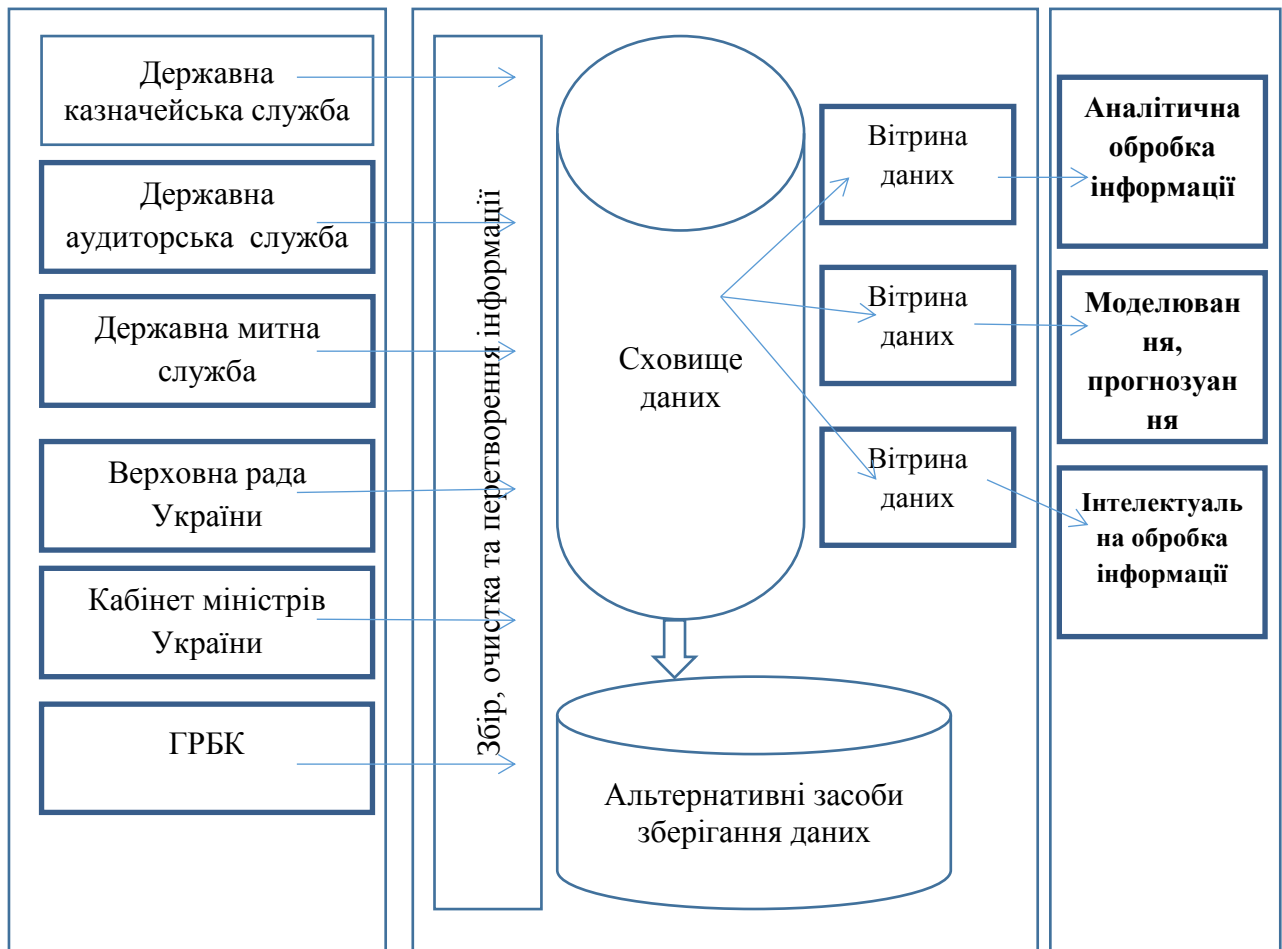 Державна
казначейська служба
Державна
аудиторська служба
Державна митна
служба
Верховна рада
України
Кабінет міністрів
України
ГРБК
Збір, очистка та перетворення інформації
Сховище
даних
Альтернативні засоби
зберігання даних
Вітрина
даних
Вітрина
даних
Вітрина
даних
Аналітична
обробка
інформації
Моделюван
ня,
прогнозуан
ня
Інтелектуаль
на обробка
інформації